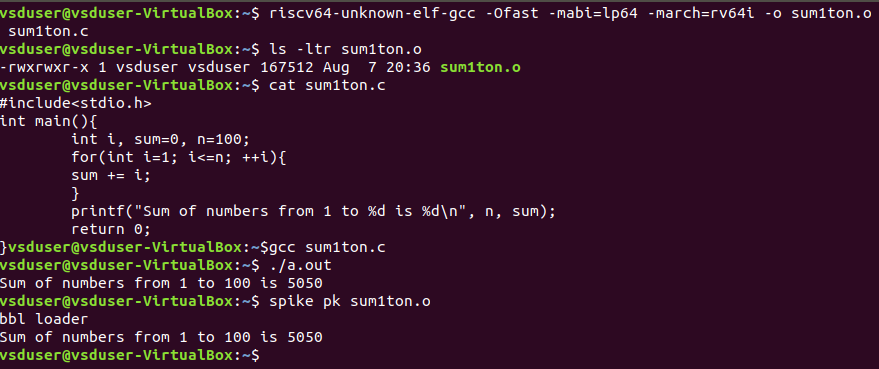 vsduser@vsduser-VirtualBox:~$ riscv64-unknown-elf-gcc -Ofast -mabi=lp64 -march=rv64i -o sum1ton.o
 sum1ton.c
vsduser@vsduser-VirtualBox:~$ ls -ltr sum1ton.o
-rwxrwxr-x 1 vsduser vsduser 167512 Aug  7 20:36 sum1ton.o
vsduser@vsduser-VirtualBox:~$ cat sum1ton.c
#include<stdio.h>
int main(){
        int i, sum=0, n=100;
        for(int i=1; i<=n; ++i){
        sum += i;
        }
        printf("Sum of numbers from 1 to %d is %d\n", n, sum);
        return 0;
}vsduser@vsduser-VirtualBox:~$gcc sum1ton.c
vsduser@vsduser-VirtualBox:~$ ./a.out
Sum of numbers from 1 to 100 is 5050
vsduser@vsduser-VirtualBox:~$ spike pk sum1ton.o
bbl loader
Sum of numbers from 1 to 100 is 5050
vsduser@vsduser-VirtualBox:~$